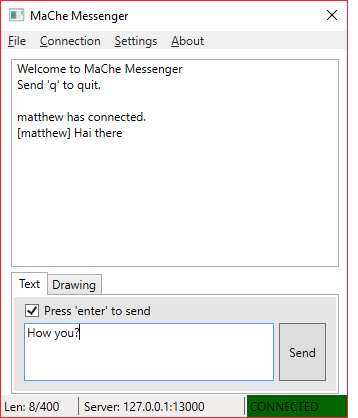 MaChe Messenger
File Connection Settings About
Welcome to MaChe Messenger
Send 'q' to quit.
matthew has connected.
[matthew] Hai there
Text Drawing
Press 'enter' to send
How you?
Send
Len: 8/400 Server: 127.0.0.1:13000 CONNECTED